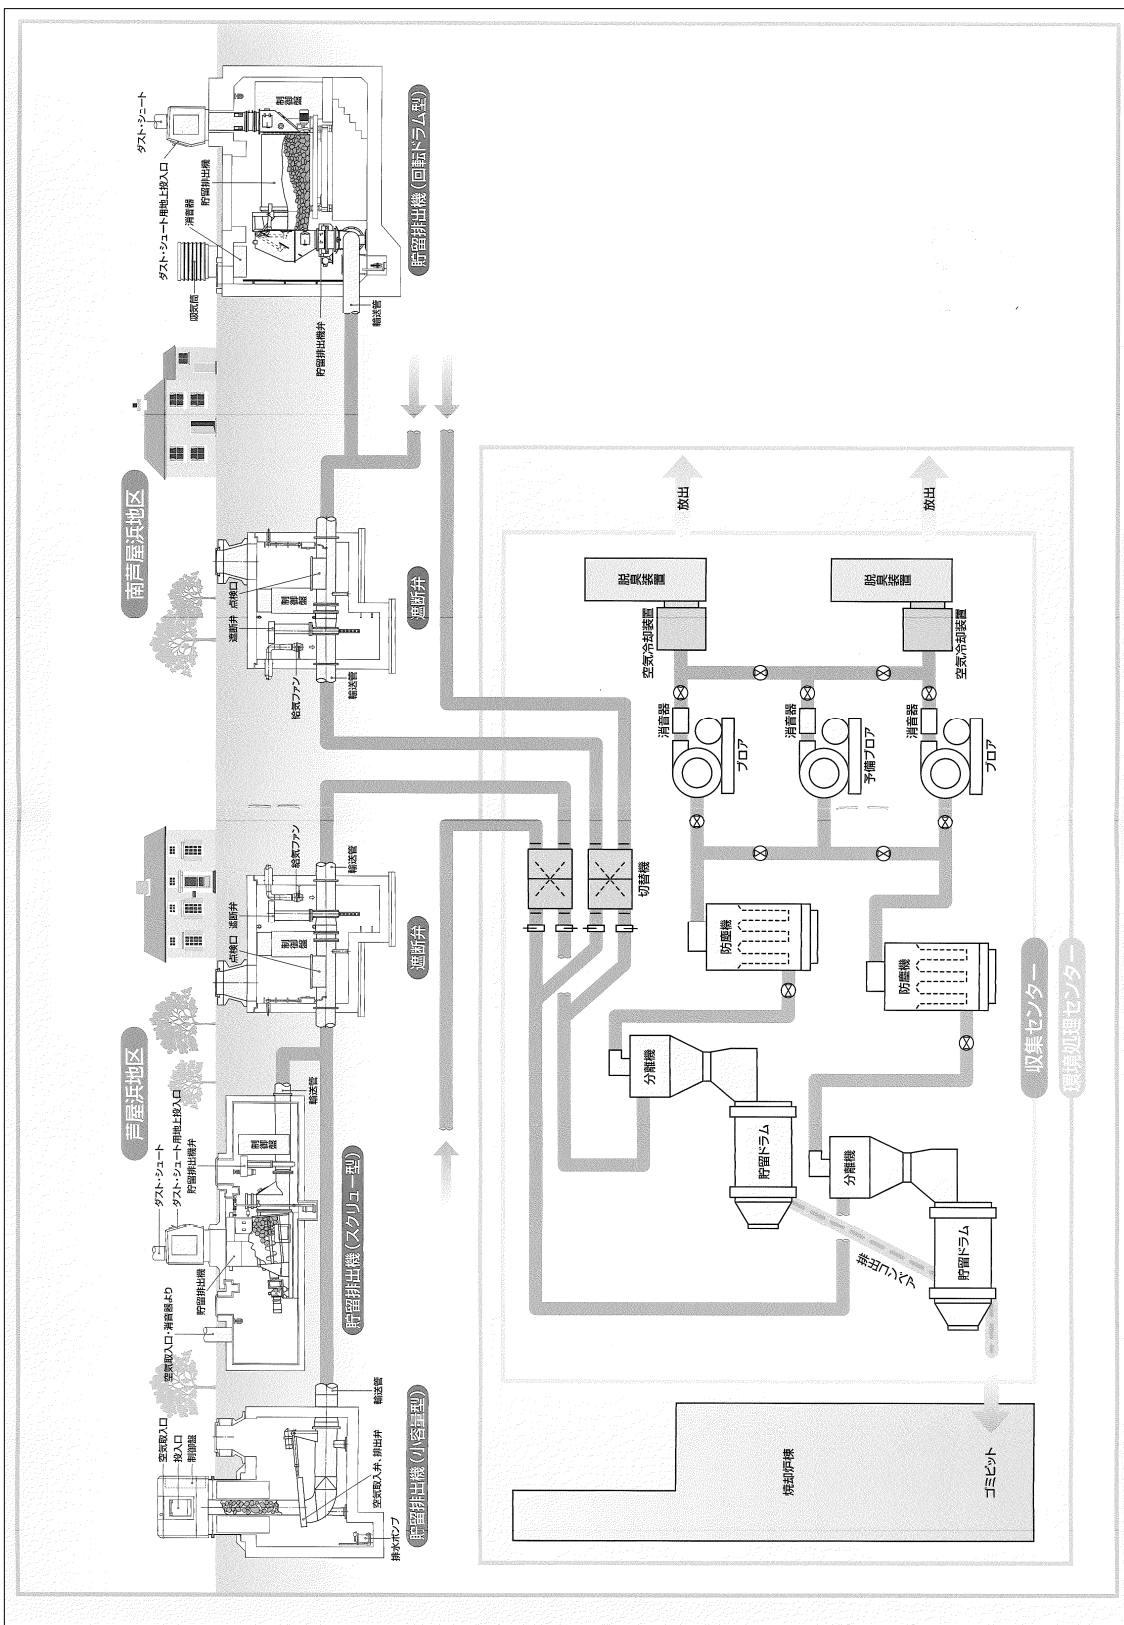 芦屋浜地区
南芦屋浜地区
空気取入口
投入口
制御盤
排水ポンプ
空気取入弁、排出弁
輸送管
貯留排出機(小容量型)
空気取入口・消音器より
貯留排出機
ダスト・シュート
ダスト・シュート用地上投入口
貯留排出機弁
制御盤
輸送管
貯留排出機(スクリュー型)
点検口
遮断弁
制御盤
給気ファン
輸送管
遮断弁
遮断弁
点検口
制御盤
給気ファン
輸送管
遮断弁
吸気筒
消音器
ダスト・シュート用地上投入口
貯留排出機
ダスト・シュート
制御盤
貯留排出機弁
輸送管
貯留排出機(回転ドラム型)
切替機
分離機
貯留ドラム
分離機
貯留ドラム
排出コンベア
防塵機
防塵機
消音器
ブロア
消音器
予備ブロア
消音器
ブロア
空気冷却装置
脱臭装置
放出
空気冷却装置
脱臭装置
放出
焼却炉棟
ゴミピット
収集センター
環境処理センター